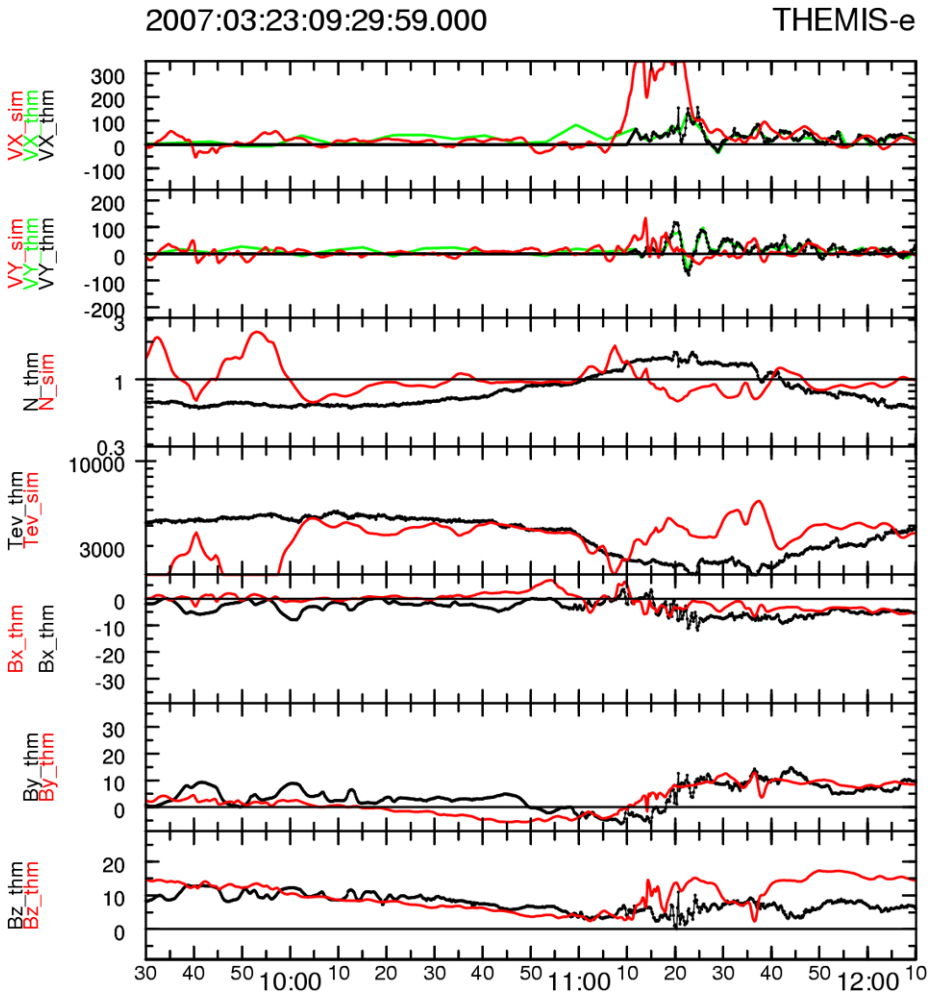 2007:03:23:09:29:59.000 THEMIS-e
VX_sim
VX_thm
VX_thm
300
200
100
0
-100
VY_sim
VY_thm
VY_thm
200
100
0
-100
-200
N_thm
N_sim
3
1
0.3
Tev_thm
Tev_sim
10000
3000
Bx_thm
Bx_thm
0
-10
-20
-30
By_thm
By_thm
30
20
10
0
Bz_thm
Bz_thm
20
10
0
30 40 50 10:00 10 20 30 40 50 11:00 10 20 30 40 50 12:00 10